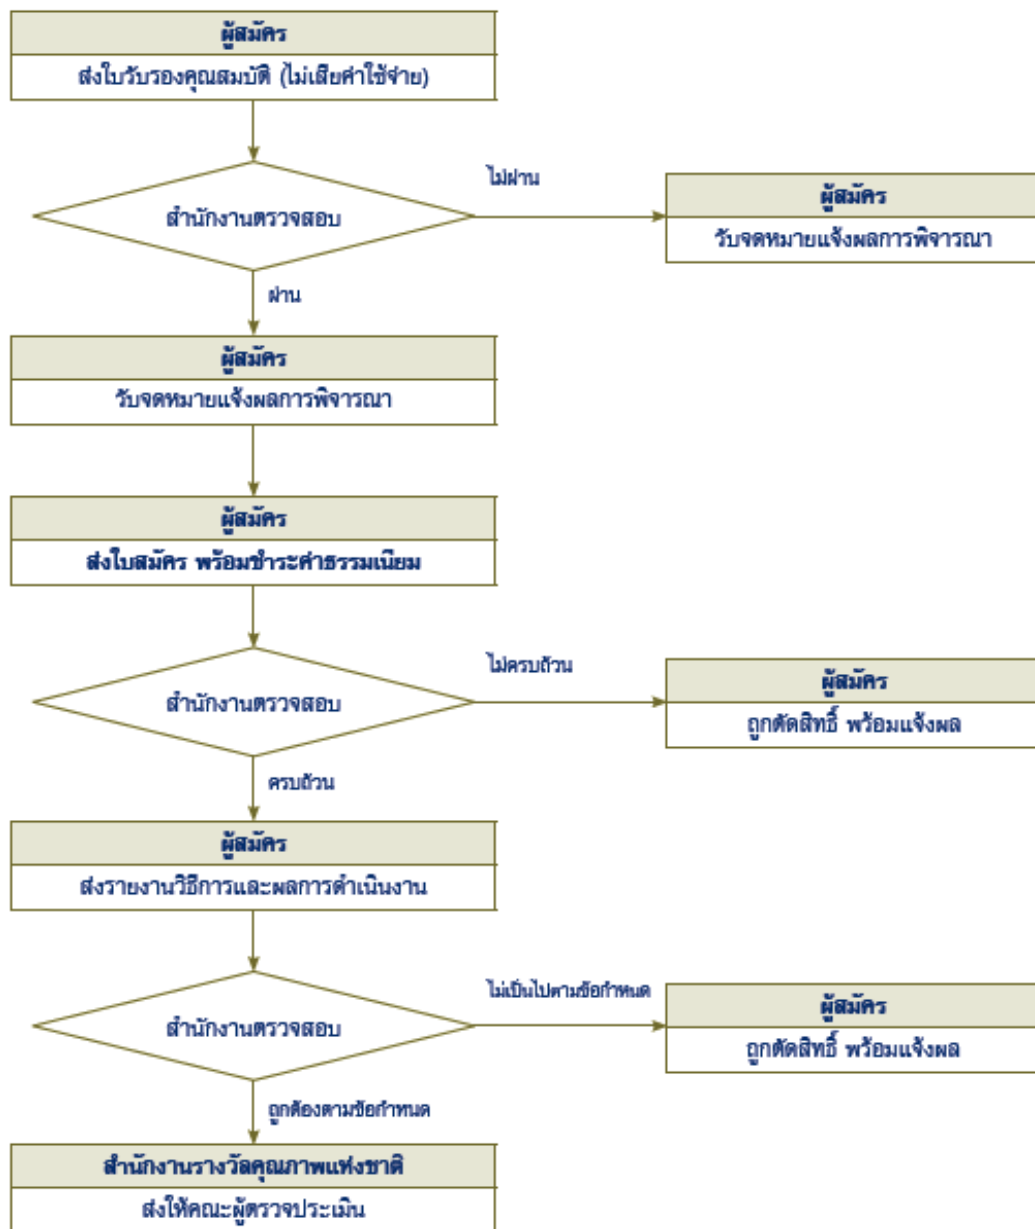 ผู้สมัคร
ส่งใบรับรองคุณสมบัติ (ไม่เสียค่าใช้จ่าย)
สำนักงานตรวจสอบ
ไม่ผ่าน
ผู้สมัคร
รับจดหมายแจ้งผลการพิจารณา
ผ่าน
ผู้สมัคร
รับจดหมายแจ้งผลการพิจารณา
ผู้สมัคร
ส่งใบสมัคร พร้อมชำระค่าธรรมเนียม
สำนักงานตรวจสอบ
ไม่ครบถ้วน
ผู้สมัคร
ถูกตัดสิทธิ์ พร้อมแจ้งผล
ครบถ้วน
ผู้สมัคร
ส่งรายงานวิธีการและผลการดำเนินงาน
สำนักงานตรวจสอบ
ไม่เป็นไปตามข้อกำหนด
ผู้สมัคร
ถูกตัดสิทธิ์ พร้อมแจ้งผล
ถูกต้องตามข้อกำหนด
สำนักงานรางวัลคุณภาพแห่งชาติ
ส่งให้คณะผู้ตรวจประเมิน